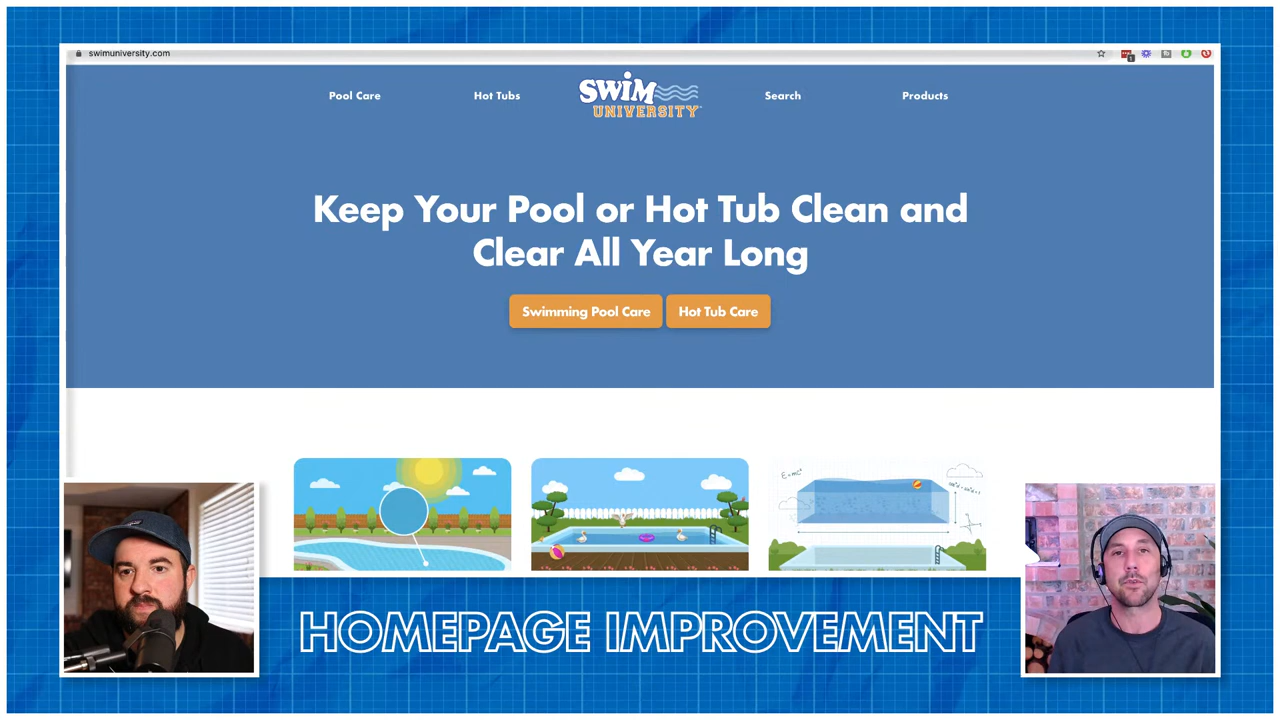 swimuniversity.com
Pool Care
Hot Tubs
SWIM
UNIVERSITY
Search
Products
Keep Your Pool or Hot Tub Clean and
Clear All Year Long
Swimming Pool Care
Hot Tub Care
E=mc²
HOMEPAGE IMPROVEMENT